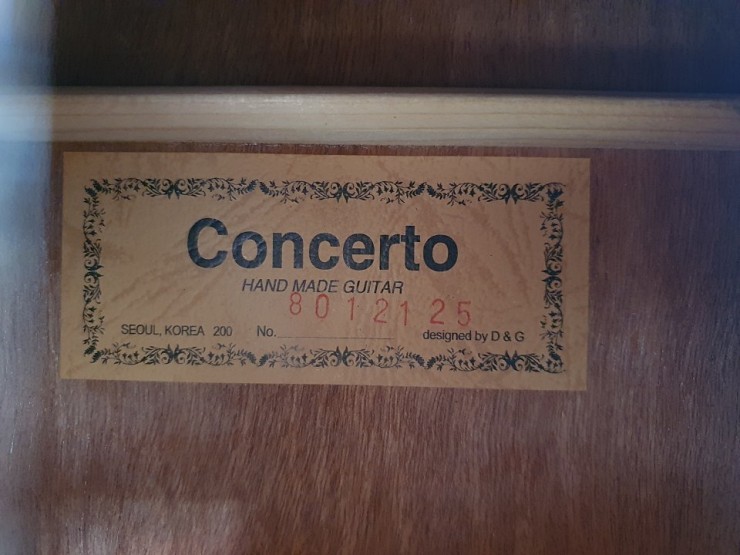 Concerto
HAND MADE GUITAR
8012125
SEOUL, KOREA 200 No. designed by D & G